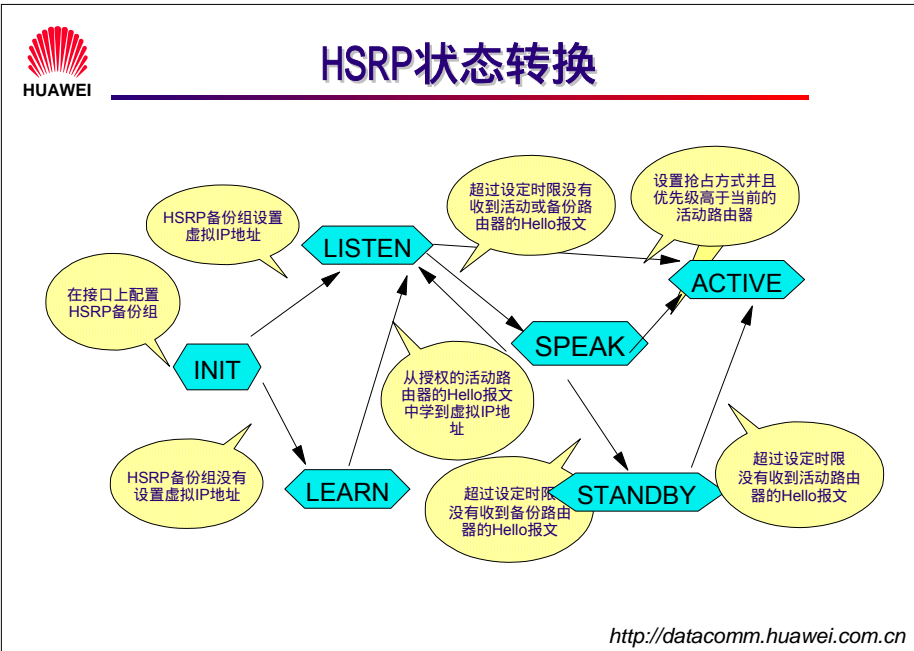 HUAWEI
HSRP状态转换
超过设定时限没有
收到活动或备份路
由器的Hello报文
设置抢占方式并且
优先级高于当前的
活动路由器
HSRP备份组设置
虚拟IP地址
LISTEN
ACTIVE
在接口上配置
HSRP备份组
INIT
SPEAK
从授权的活动路
由器的Hello报文
中学到虚拟IP地
址
HSRP备份组没有
设置虚拟IP地址
LEARN
超过设定时限
没有收到备份路由
器的Hello报文
STANDBY
超过设定时限
没有收到活动路由
器的Hello报文
http://datacomm.huawei.com.cn